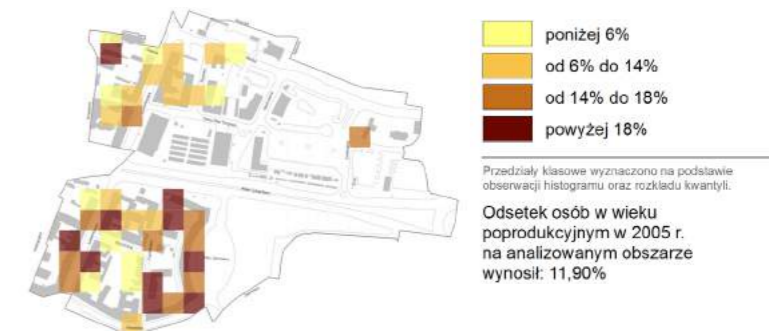 poniżej 6%
od 6% do 14%
od 14% do 18%
powyżej 18%
Przedziały klasowe wyznaczono na podstawie
obserwacji histogramu oraz rozkładu kwantyli.
Odsetek osób w wieku
poprodukcyjnym w 2005 r.
na analizowanym obszarze
wynosił: 11,90%